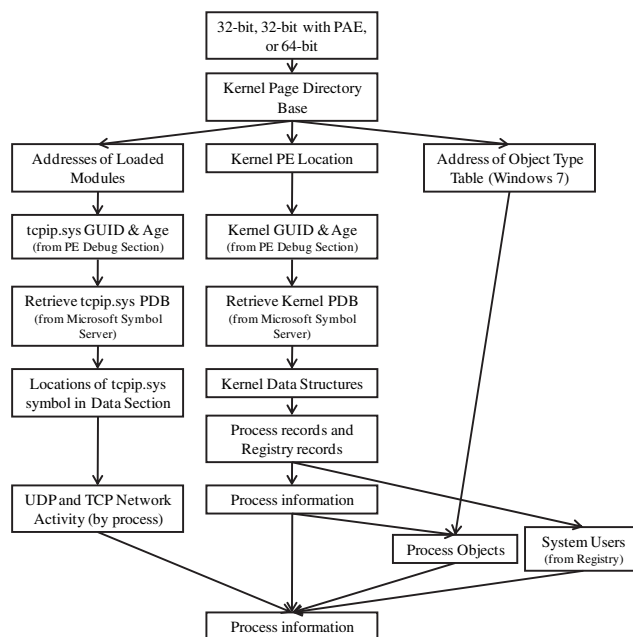 32-bit, 32-bit with PAE,
or 64-bit
Kernel Page Directory
Base
Addresses of Loaded
Modules
Kernel PE Location
Address of Object Type
Table (Windows 7)
tcpip.sys GUID & Age
(from PE Debug Section)
Kernel GUID & Age
(from PE Debug Section)
Retrieve tcpip.sys PDB
(from Microsoft Symbol
Server)
Retrieve Kernel PDB
(from Microsoft Symbol
Server)
Locations of tcpip.sys
symbol in Data Section
Kernel Data Structures
Process records and
Registry records
UDP and TCP Network
Activity (by process)
Process information
Process Objects
System Users
(from Registry)
Process information